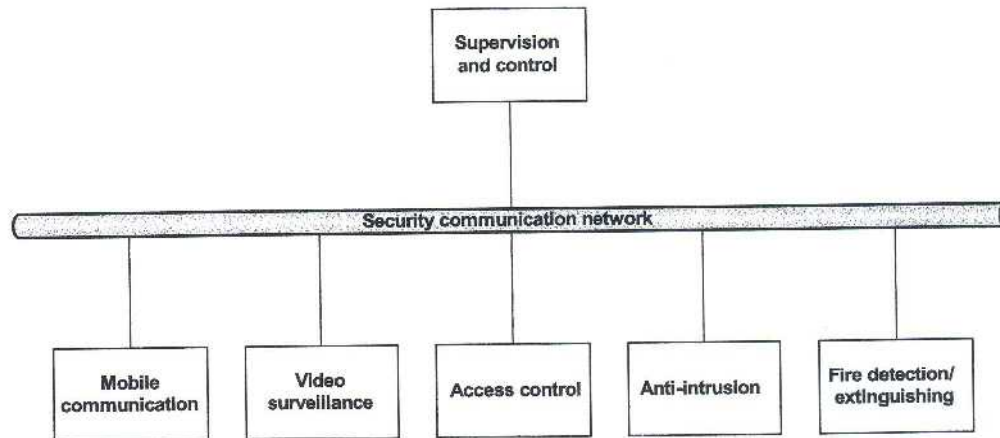 Supervision
and control
Security communication network
Mobile
communication
Video
surveillance
Access control
Anti-intrusion
Fire detection/
extinguishing